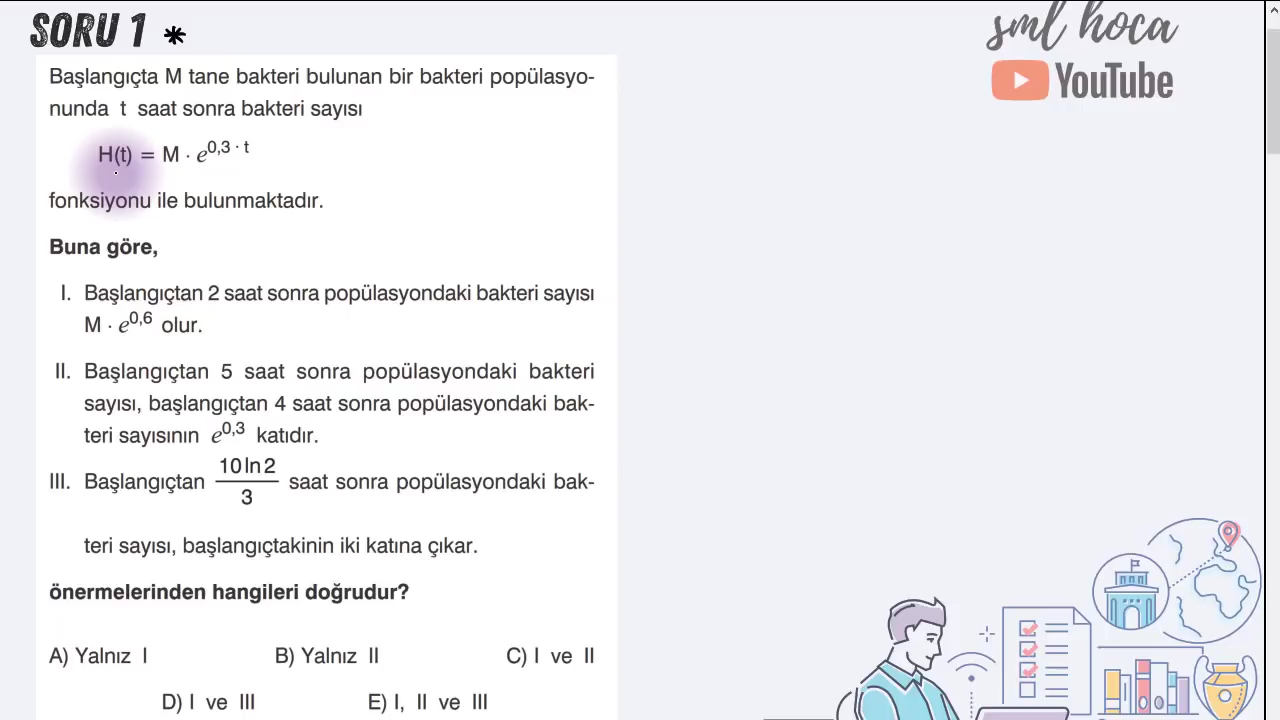 SORU 1 *
sml hoca
YouTube
Başlangıçta M tane bakteri bulunan bir bakteri popülasyo-
nunda t saat sonra bakteri sayısı
H(t) = M · e^{0,3 · t}
fonksiyonu ile bulunmaktadır.
Buna göre,
I. Başlangıçtan 2 saat sonra popülasyondaki bakteri sayısı
M · e^{0,6} olur.
II. Başlangıçtan 5 saat sonra popülasyondaki bakteri
sayısı, başlangıçtan 4 saat sonra popülasyondaki bak-
teri sayısının e^{0,3} katıdır.
III. Başlangıçtan \frac{10 ln 2}{3} saat sonra popülasyondaki bak-
teri sayısı, başlangıçtakinin iki katına çıkar.
önermelerinden hangileri doğrudur?
A) Yalnız I B) Yalnız II C) I ve II
D) I ve III E) I, II ve III